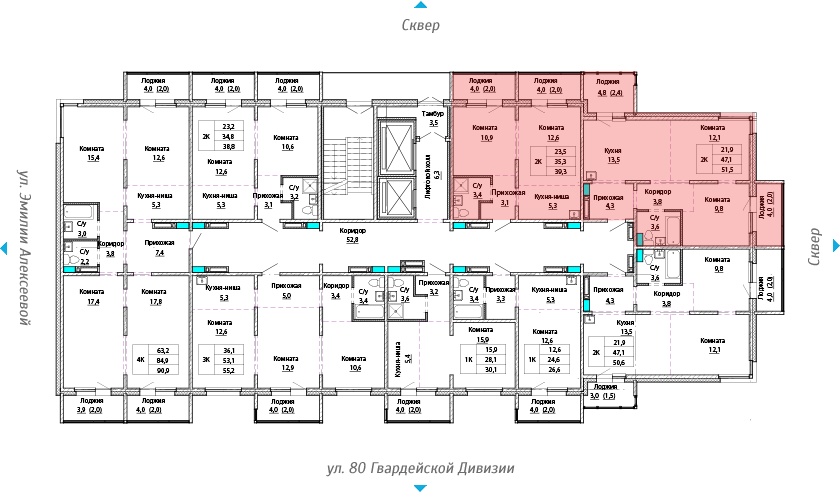 Сквер
Лоджия
4,0 (2,0)
Лоджия
4,0 (2,0)
Лоджия
4,0 (2,0)
Лоджия
4,0 (2,0)
Лоджия
4,0 (2,0)
Лоджия
4,8 (2,4)
Тамбур
3,5
Комната
15,4
Комната
12,6
23,2
2К 34,8
38,8
Комната
12,6
Комната
10,6
Лифтовой холл
6,3
Комната
10,9
Комната
12,6
23,5
2К 35,3
39,3
Кухня
13,5
Комната
12,1
21,9
2К 47,1
51,5
Кухня-ниша
5,3
Кухня-ниша
5,3
Прихожая
3,1
С/у
3,2
С/у
3,4
Прихожая
3,1
Кухня-ниша
5,3
Прихожая
4,3
Коридор
3,8
С/у
3,6
Комната
9,8
Лоджия
4,0 (2,0)
С/у
3,0
С/у
2,2
Коридор
3,8
Прихожая
7,4
Коридор
52,8
ул. Эмилии Алексеевой
Сквер
Комната
17,4
Комната
17,8
Кухня-ниша
5,3
Комната
12,6
Прихожая
5,0
Коридор
3,4
С/у
3,4
С/у
3,6
Прихожая
3,2
С/у
3,4
Прихожая
3,3
Кухня-ниша
5,3
Прихожая
4,3
С/у
3,6
Коридор
3,8
Комната
9,8
Лоджия
4,0 (2,0)
63,2
4К 84,9
90,9
36,1
3К 53,1
55,2
Комната
12,9
Комната
10,6
Кухня-ниша
5,4
Комната
15,9
15,9
1К 28,1
30,1
Комната
12,6
12,6
1К 24,6
26,6
Кухня
13,5
21,9
2К 47,1
50,6
Комната
12,1
Лоджия
3,9 (2,0)
Лоджия
4,0 (2,0)
Лоджия
4,0 (2,0)
Лоджия
4,0 (2,0)
Лоджия
4,0 (2,0)
Лоджия
3,0 (1,5)
ул. 80 Гвардейской Дивизии